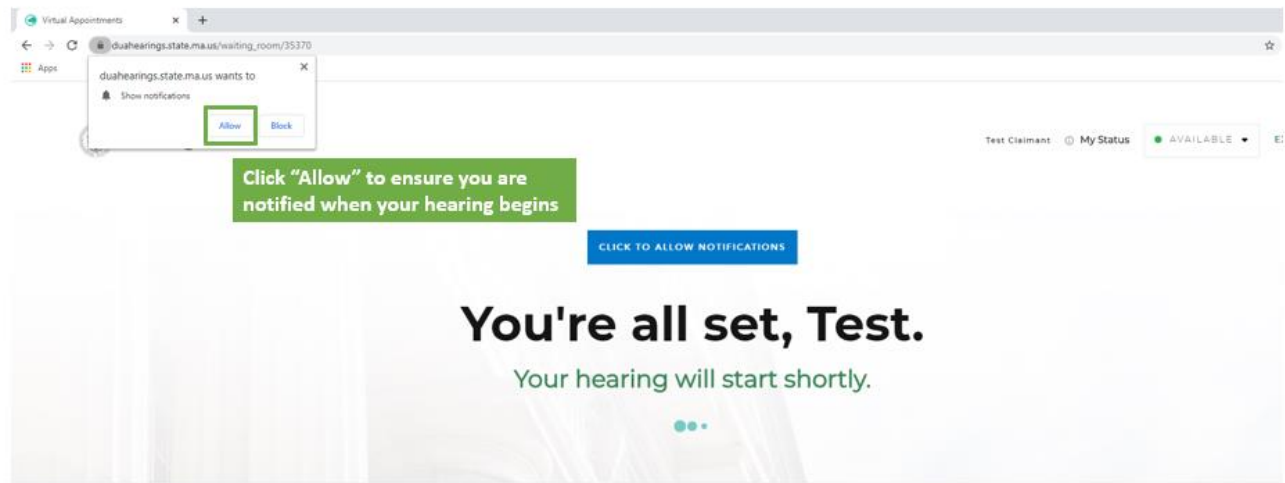 Virtual Appointments
duahearings.state.ma.us/waiting_room/35370
Apps
duahearings.state.ma.us wants to
Show notifications
Allow Block
Test Claimant My Status AVAILABLE
Click “Allow” to ensure you are
notified when your hearing begins
CLICK TO ALLOW NOTIFICATIONS
You're all set, Test.
Your hearing will start shortly.